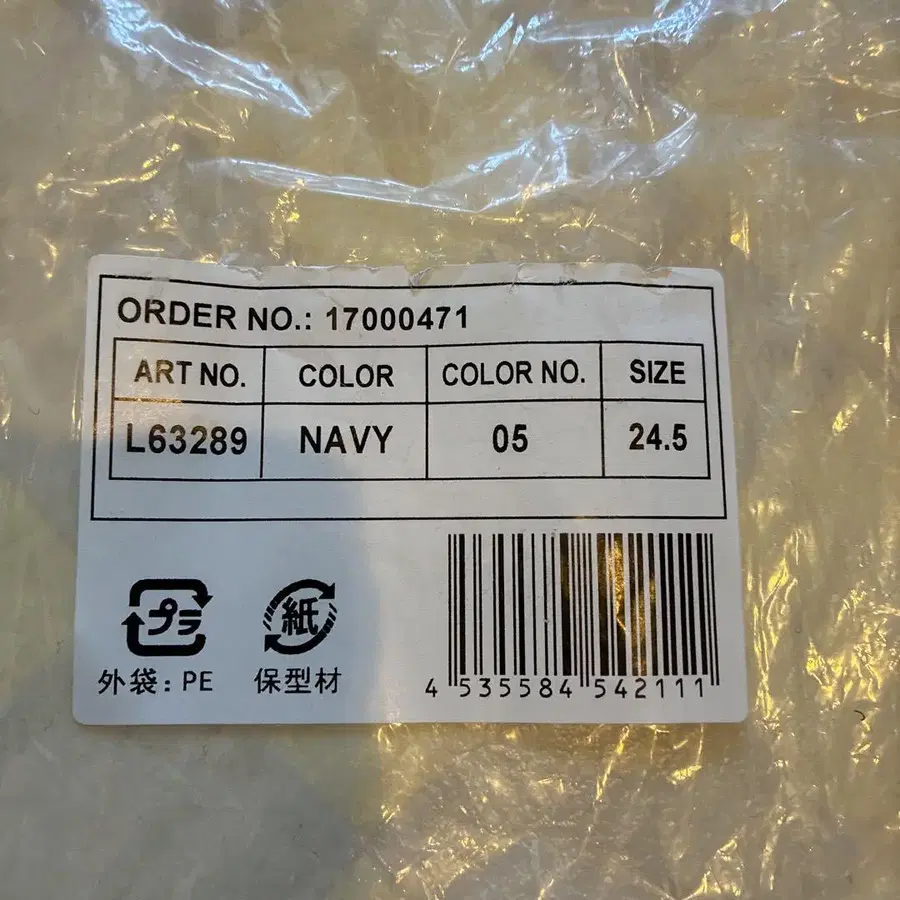 ORDER NO.: 17000471
ART NO. COLOR COLOR NO. SIZE
L63289 NAVY 05 24.5
プラ 紙
外袋: PE 保型材
4 535584 542111